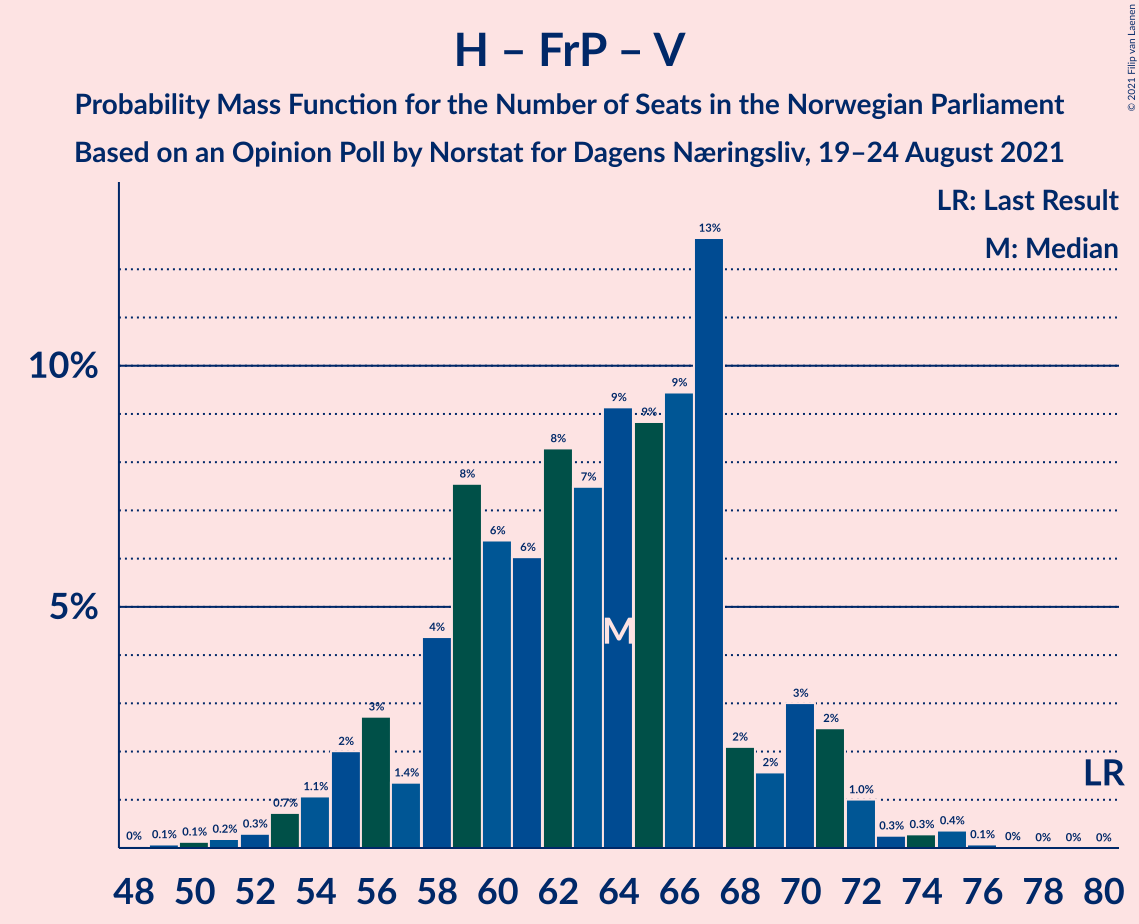 H – FrP – V
Probability Mass Function for the Number of Seats in the Norwegian Parliament
Based on an Opinion Poll by Norstat for Dagens Næringsliv, 19–24 August 2021
© 2021 Filip van Laenen
LR: Last Result
M: Median
10%
5%
0% 0.1% 0.1% 0.2% 0.3% 0.7% 1.1% 2% 3% 1.4% 4% 8% 6% 6% 8% 7% 9% 9% 9% 13% 2% 2% 3% 2% 1.0% 0.3% 0.3% 0.4% 0.1% 0% 0% 0% 0%
M
LR
48 50 52 54 56 58 60 62 64 66 68 70 72 74 76 78 80